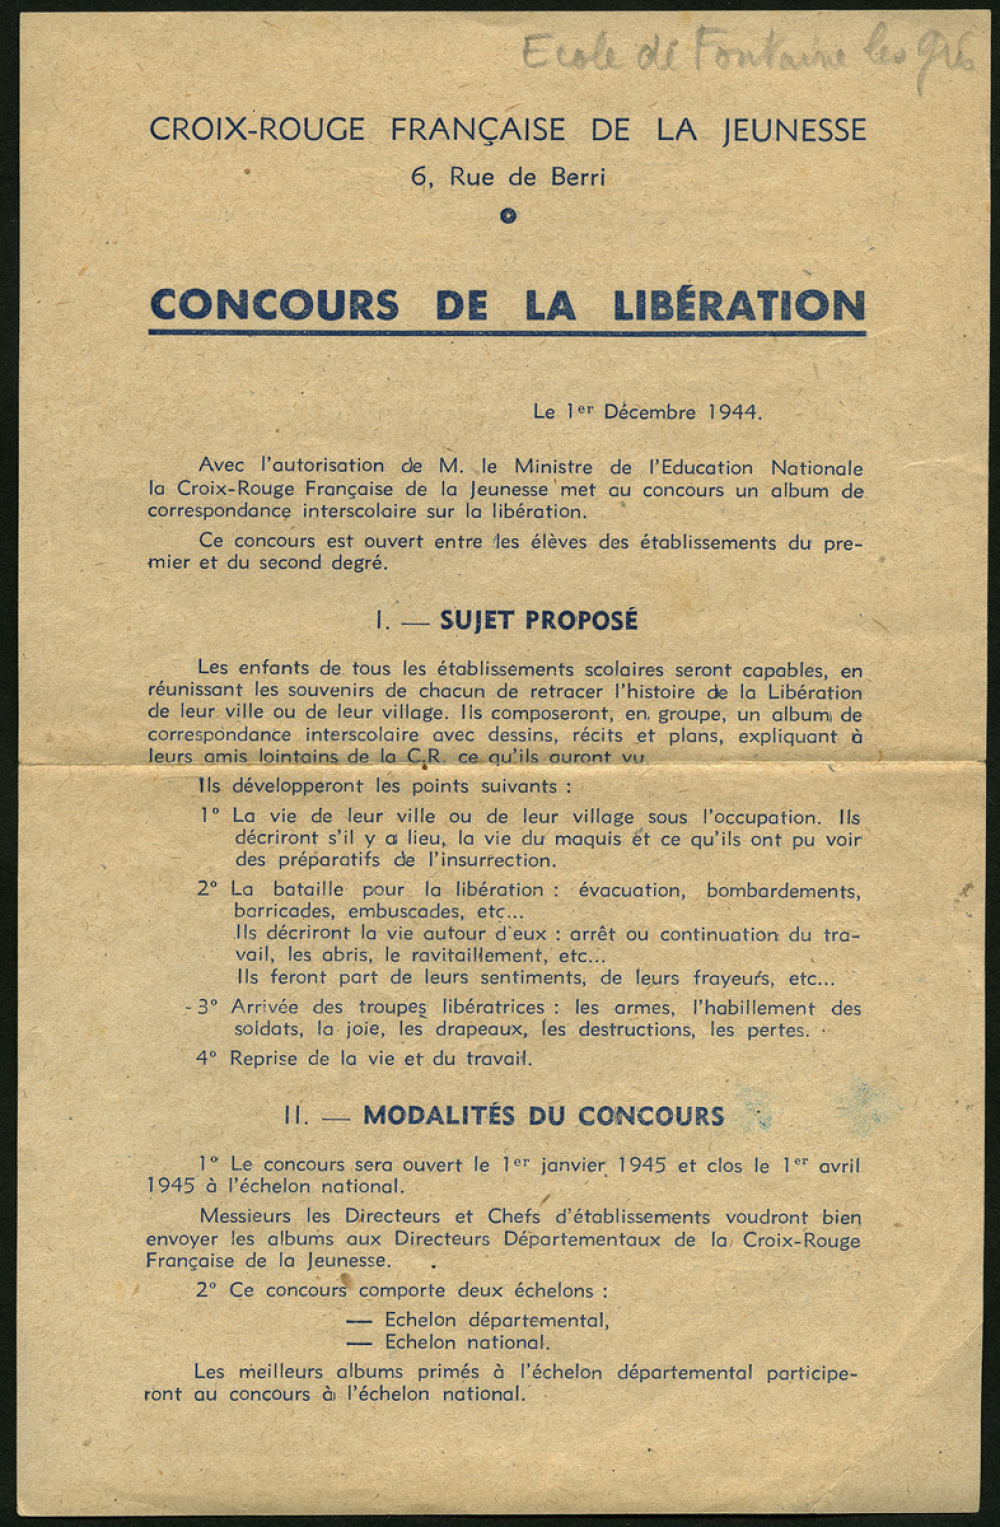 Ecole de Fontaine les grès
CROIX-ROUGE FRANÇAISE DE LA JEUNESSE
6, Rue de Berri
CONCOURS DE LA LIBÉRATION
Le 1er Décembre 1944.
Avec l'autorisation de M. le Ministre de l'Education Nationale
la Croix-Rouge Française de la Jeunesse met au concours un album de
correspondance interscolaire sur la libération.
Ce concours est ouvert entre les élèves des établissements du pre-
mier et du second degré.
I. — SUJET PROPOSÉ
Les enfants de tous les établissements scolaires seront capables, en
réunissant les souvenirs de chacun de retracer l'histoire de la Libération
de leur ville ou de leur village. Ils composeront, en, groupe, un album de
correspondance interscolaire avec dessins, récits et plans, expliquant à
leurs amis lointains de la C.R. ce qu'ils auront vu.
Ils développeront les points suivants :
1° La vie de leur ville ou de leur village sous l'occupation. Ils
décriront s'il y a lieu, la vie du maquis et ce qu'ils ont pu voir
des préparatifs de l'insurrection.
2° La bataille pour la libération : évacuation, bombardements,
barricades, embuscades, etc...
Ils décriront la vie autour d'eux : arrêt ou continuation du tra-
vail, les abris, le ravitaillement, etc...
Ils feront part de leurs sentiments, de leurs frayeurs, etc...
- 3° Arrivée des troupes libératrices : les armes, l'habillement des
soldats, la joie, les drapeaux, les destructions, les pertes.
4° Reprise de la vie et du travail.
II. — MODALITÉS DU CONCOURS
1° Le concours sera ouvert le 1er janvier 1945 et clos le 1er avril
1945 à l'échelon national.
Messieurs les Directeurs et Chefs d'établissements voudront bien
envoyer les albums aux Directeurs Départementaux de la Croix-Rouge
Française de la Jeunesse.
2° Ce concours comporte deux échelons :
— Echelon départemental,
— Echelon national.
Les meilleurs albums primés à l'échelon départemental participe-
ront au concours à l'échelon national.